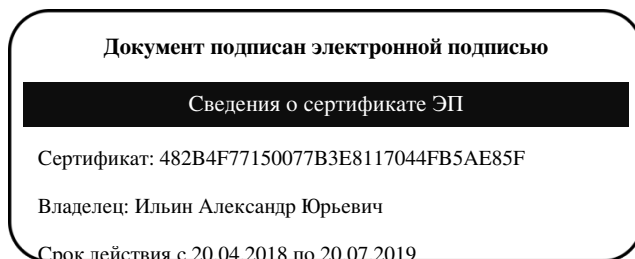 Документ подписан электронной подписью
Сведения о сертификате ЭП
Сертификат: 482B4F77150077B3E8117044FB5AE85F
Владелец: Ильин Александр Юрьевич
Срок действия с 20.04.2018 по 20.07.2019